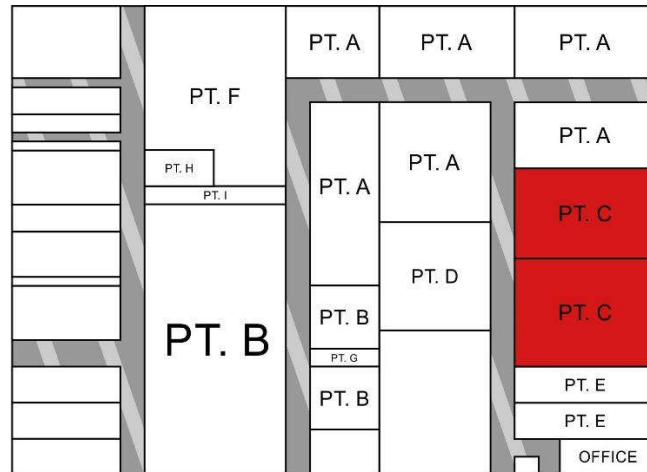 PT. A
PT. A
PT. A
PT. F
PT. A
PT. A
PT. H
PT. A
PT. I
PT. C
PT. D
PT. C
PT. B
PT. B
PT. G
PT. B
PT. E
PT. E
OFFICE